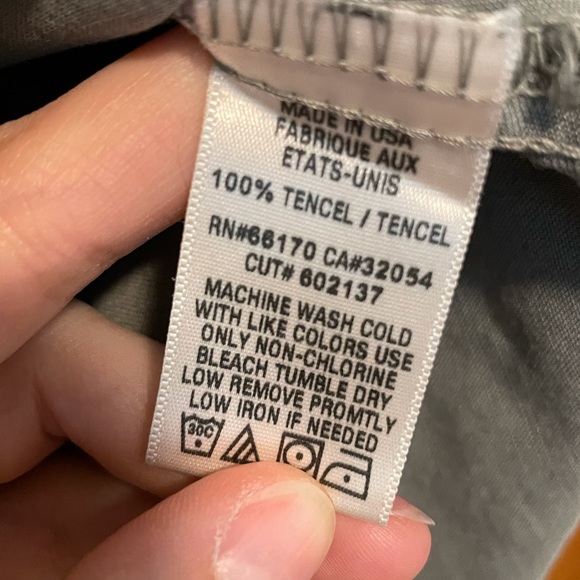 MADE IN USA
FABRIQUE AUX
ETATS-UNIS
100% TENCEL / TENCEL
RN#66170 CA#32054
CUT# 602137
MACHINE WASH COLD
WITH LIKE COLORS USE
ONLY NON-CHLORINE
BLEACH TUMBLE DRY
LOW REMOVE PROMTLY
LOW IRON IF NEEDED
30C